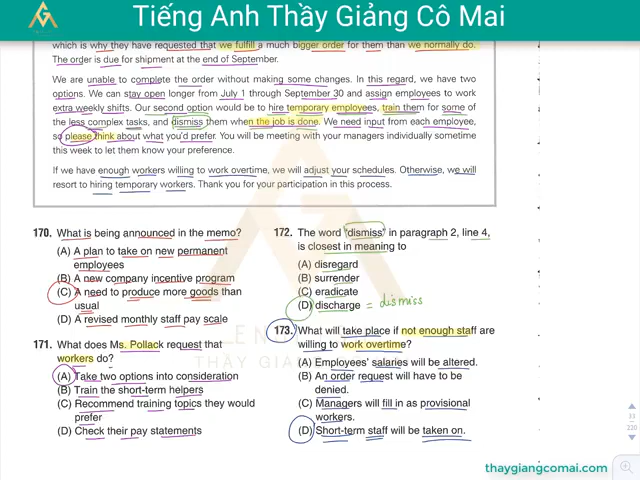 AG
Tiếng Anh Thầy Giảng Cô Mai
which is why they have requested that we fulfill a much bigger order for them than we normally do.
The order is due for shipment at the end of September.
We are unable to complete the order without making some changes. In this regard, we have two
options. We can stay open longer from July 1 through September 30 and assign employees to work
extra weekly shifts. Our second option would be to hire temporary employees, train them for some of
the less complex tasks, and dismiss them when the job is done. We need input from each employee,
so please think about what you'd prefer. You will be meeting with your managers individually sometime
this week to let them know your preference.
If we have enough workers willing to work overtime, we will adjust your schedules. Otherwise, we will
resort to hiring temporary workers. Thank you for your participation in this process.
170. What is being announced in the memo?
(A) A plan to take on new permanent
employees
(B) A new company incentive program
(C) A need to produce more goods than
usual
(D) A revised monthly staff pay scale
171. What does Ms. Pollack request that
workers do?
(A) Take two options into consideration
(B) Train the short-term helpers
(C) Recommend training topics they would
prefer
(D) Check their pay statements
172. The word "dismiss" in paragraph 2, line 4,
is closest in meaning to
(A) disregard
(B) surrender
(C) eradicate
(D) discharge = dismiss
173. What will take place if not enough staff are
willing to work overtime?
(A) Employees' salaries will be altered.
(B) An order request will have to be
denied.
(C) Managers will fill in as provisional
workers.
(D) Short-term staff will be taken on.
THẦY GIẢNG
33
220
thaygiangcomai.com